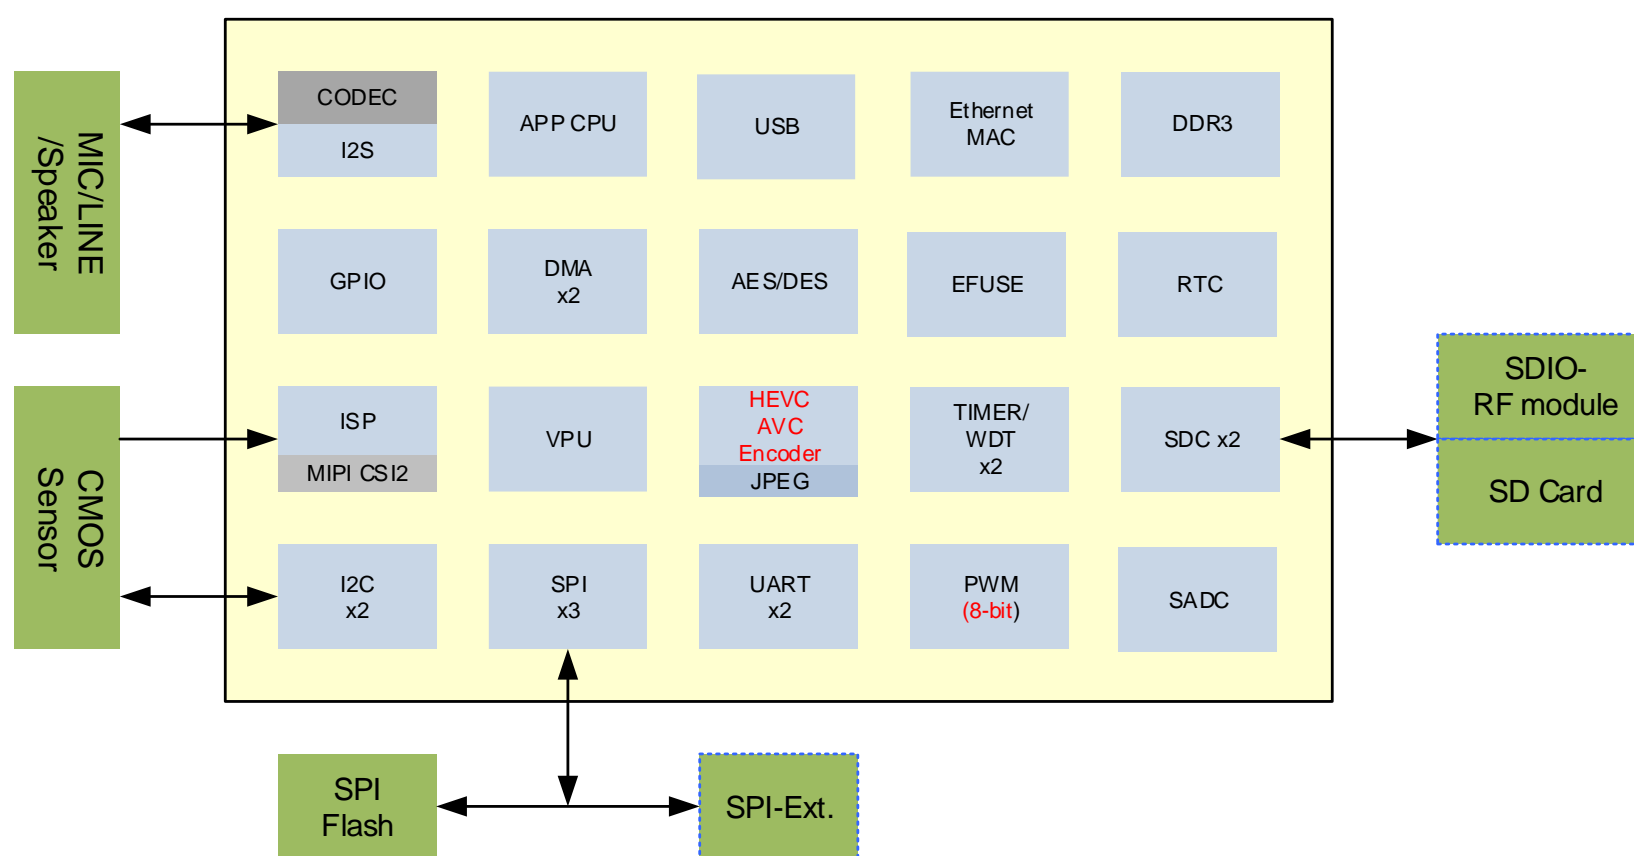 MIC/LINE
/Speaker
CODEC
I2S
APP CPU
USB
Ethernet
MAC
DDR3
GPIO
DMA
x2
AES/DES
EFUSE
RTC
CMOS
Sensor
ISP
MIPI CSI2
VPU
HEVC
AVC
Encoder
JPEG
TIMER/
WDT
x2
SDC x2
SDIO-
RF module
SD Card
I2C
x2
SPI
x3
UART
x2
PWM
(8-bit)
SADC
SPI
Flash
SPI-Ext.